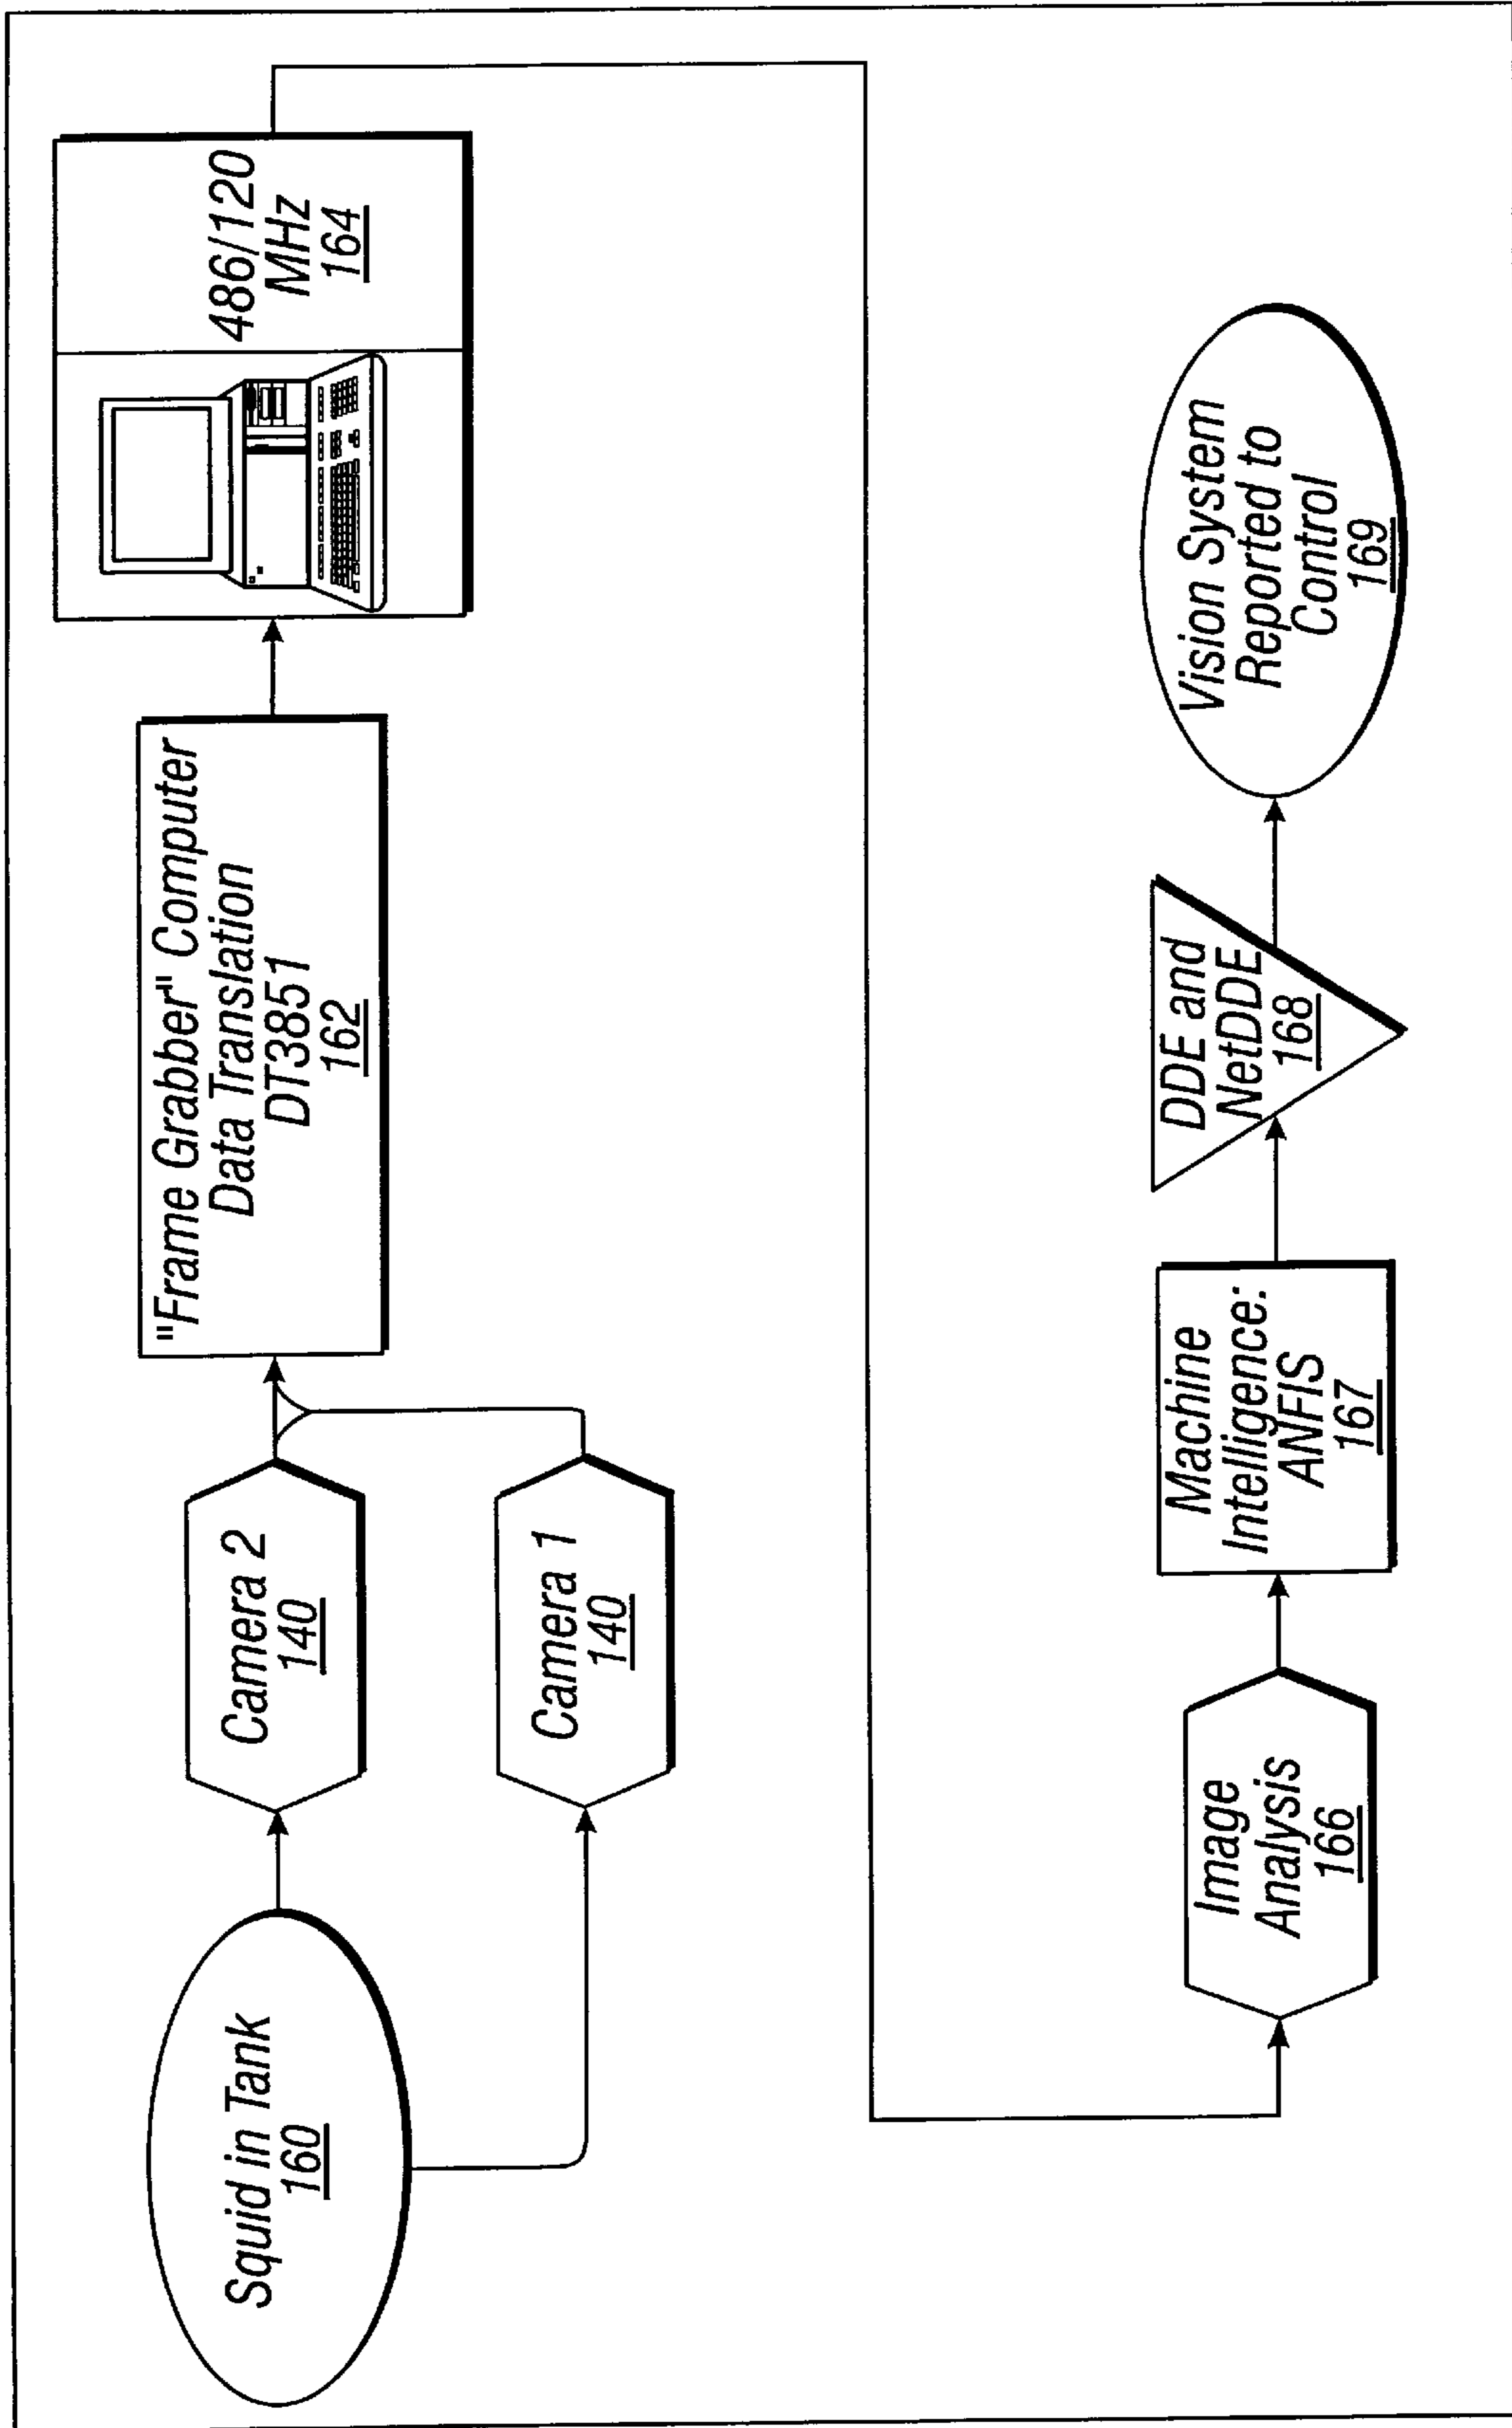 Squid in Tank
160
Camera 2
140
Camera 1
140
"Frame Grabber" Computer
Data Translation
DT3851
162
486/120
MHz
164
Image
Analysis
166
Machine
Intelligence:
ANFIS
167
DDE and
NetDDE
168
Vision System
Reported to
Control
169